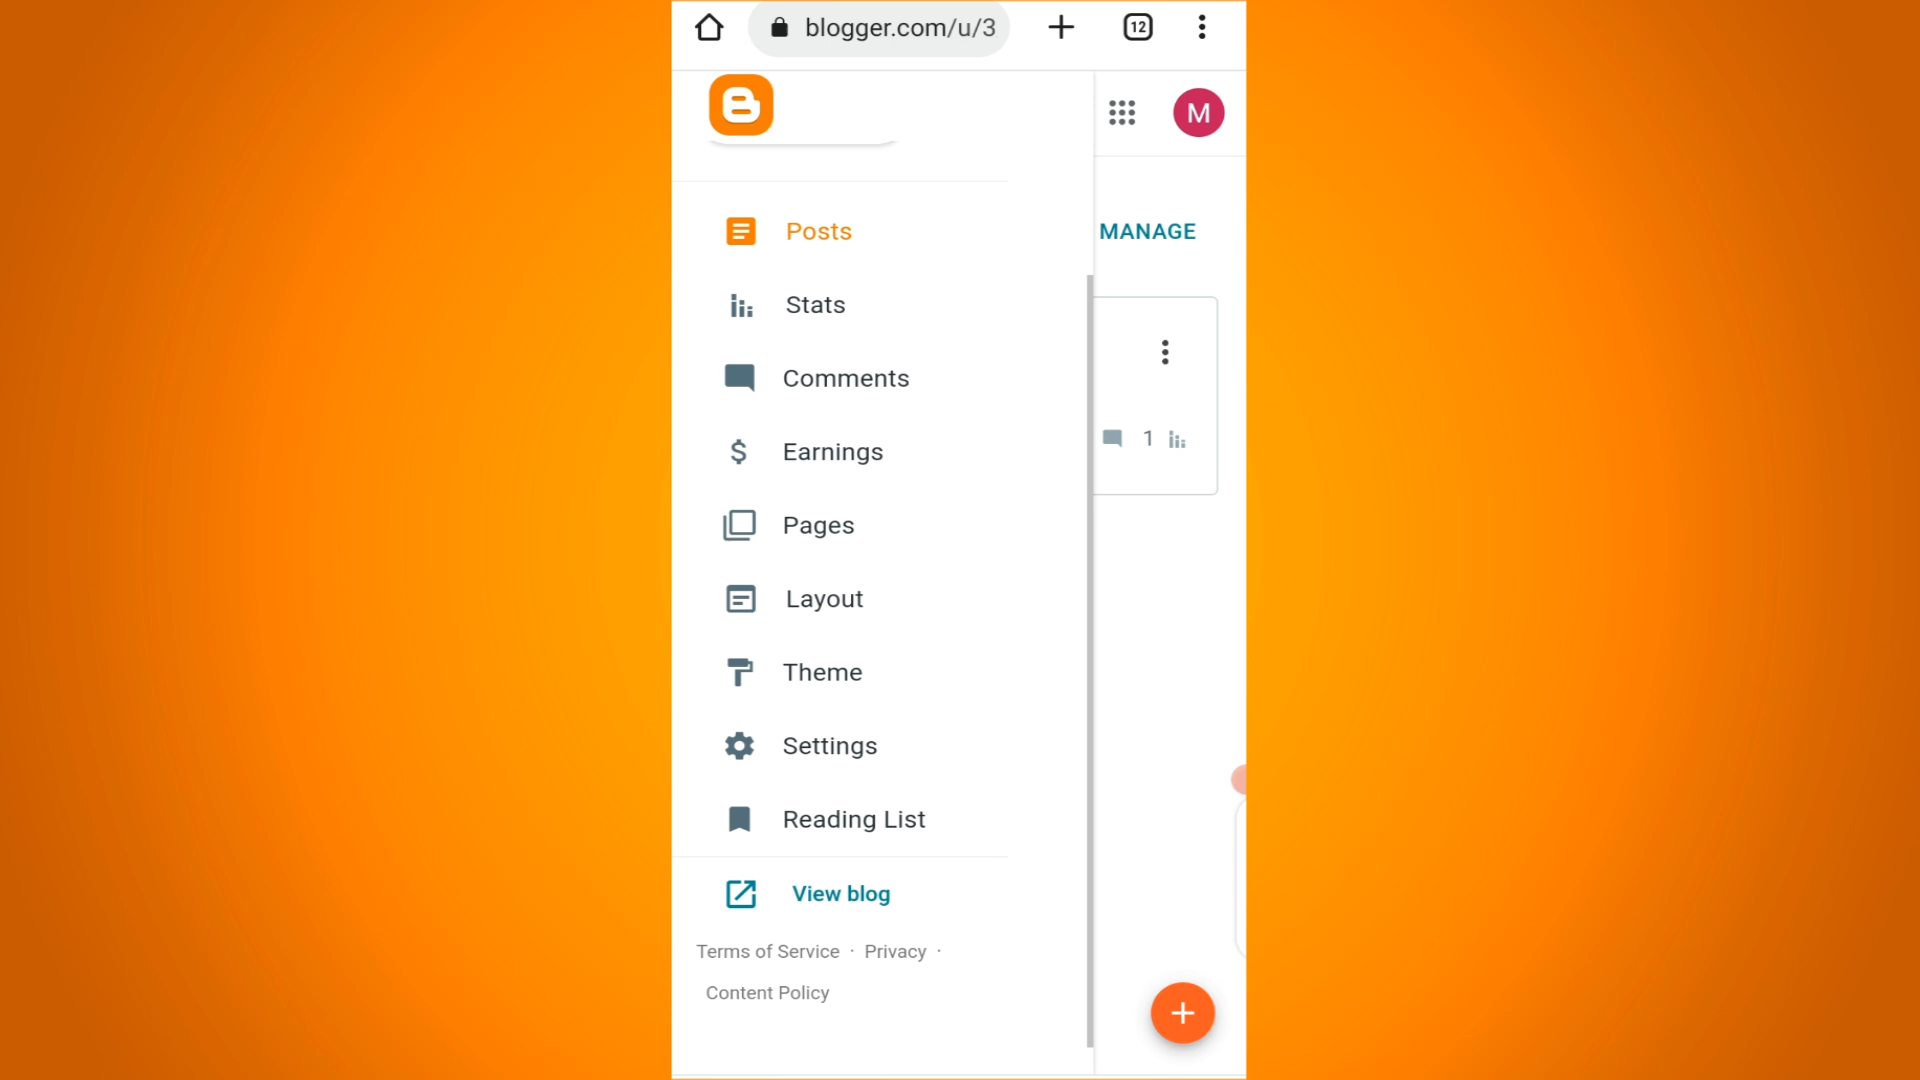 blogger.com/u/3
12
M
Posts
MANAGE
Stats
Comments
1
Earnings
Pages
Layout
Theme
Settings
Reading List
View blog
Terms of Service · Privacy ·
Content Policy